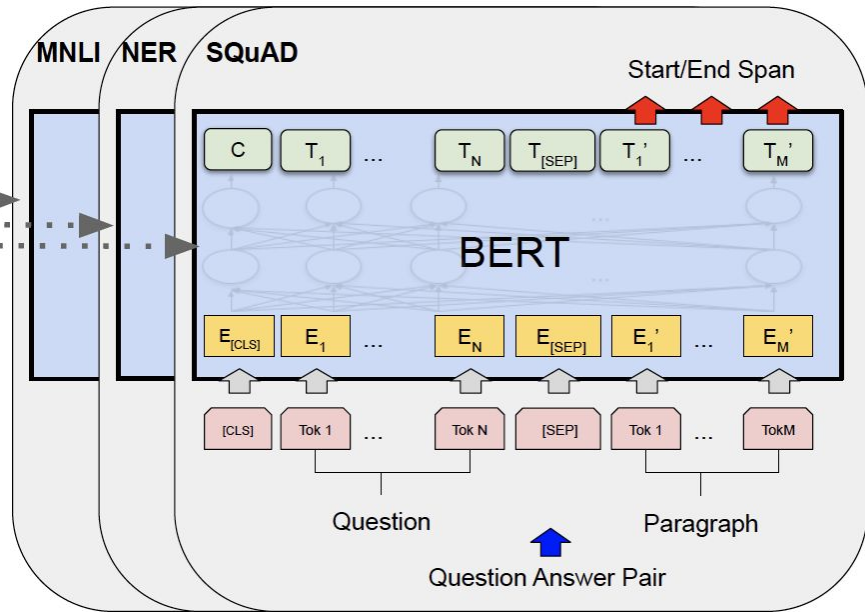 MNLI NER SQuAD
Start/End Span
C T1 ... TN T[SEP] T1’ ... TM’
...
BERT
...
E[CLS] E1 ... EN E[SEP] E1’ ... EM’
[CLS] Tok 1 ... Tok N [SEP] Tok 1 ... TokM
Question Paragraph
Question Answer Pair